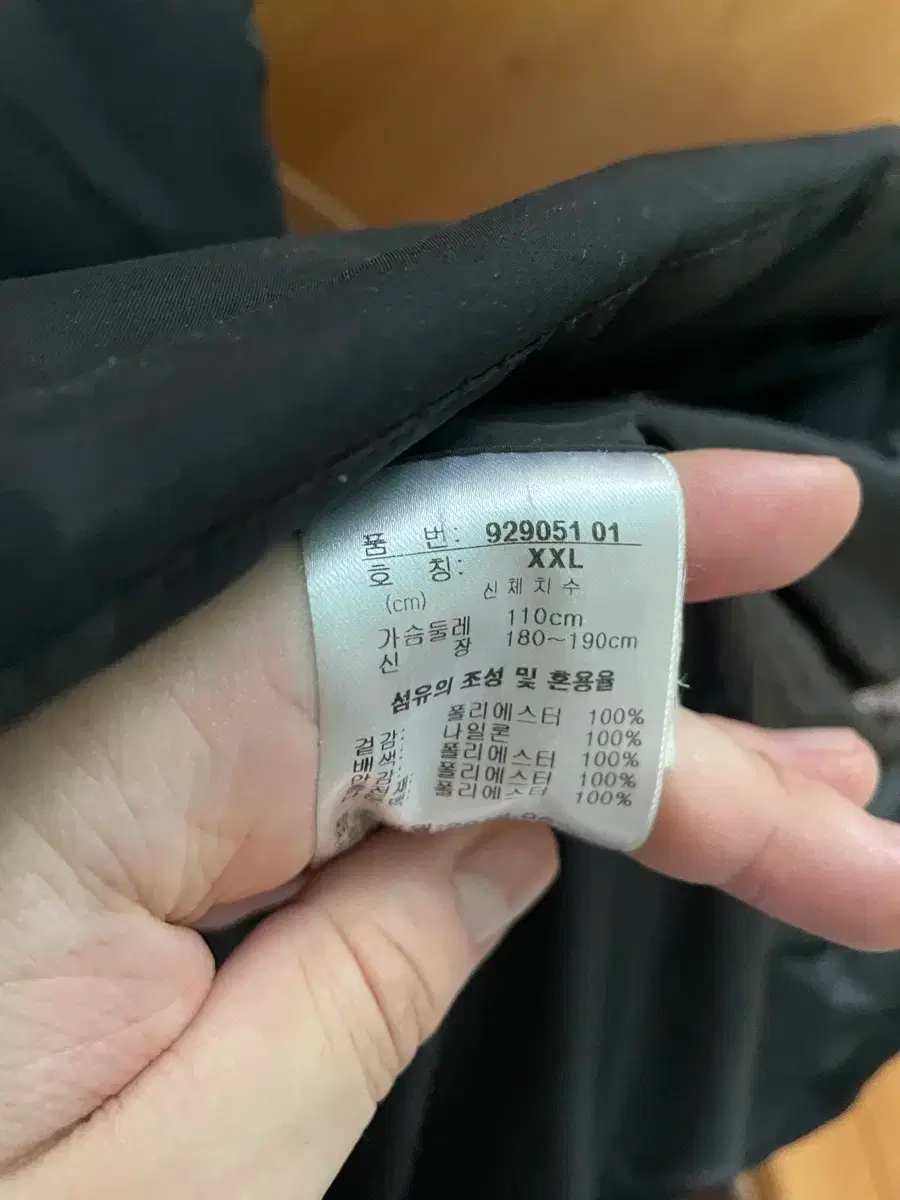 품 번: 929051 01
호 칭: XXL
(cm) 신체치수
가슴둘레 110cm
신 장 180~190cm
섬유의 조성 및 혼용율
겉감: 폴리에스터 100%
배색: 나일론 100%
안감: 폴리에스터 100%
폴리에스터 100%
폴리에스터 100%